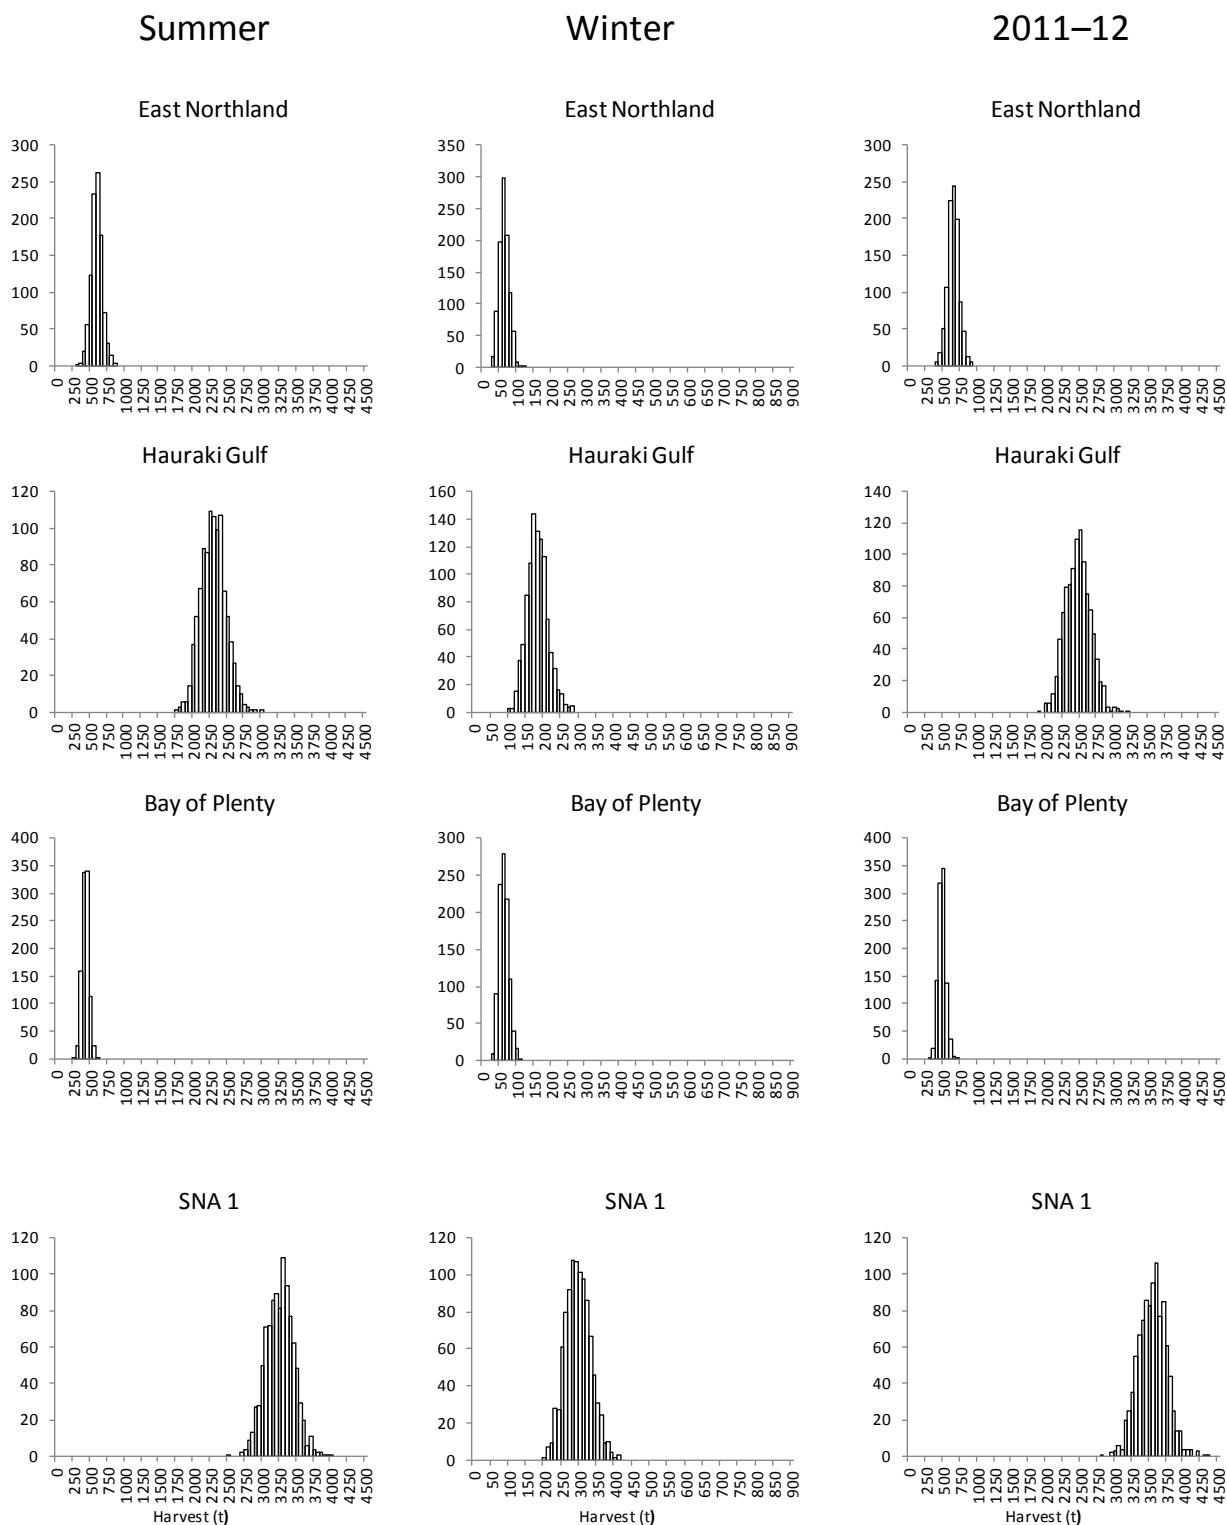 Summer Winter 2011–12
East Northland East Northland East Northland
300 350 300
250 300 250
200 250 200
150 200 150
100 150 100
50 100 50
0 50 0
0
0 250 500 750 1000 1250 1500 1750 2000 2250 2500 2750 3000 3250 3500 3750 4000 4250 4500
0 50 100 150 200 250 300 350 400 450 500 550 600 650 700 750 800 850 900
0 250 500 750 1000 1250 1500 1750 2000 2250 2500 2750 3000 3250 3500 3750 4000 4250 4500
Hauraki Gulf Hauraki Gulf Hauraki Gulf
120 160 140
100 140 120
80 120 100
60 100 80
40 80 60
20 60 40
0 40 20
20 0
0
0 250 500 750 1000 1250 1500 1750 2000 2250 2500 2750 3000 3250 3500 3750 4000 4250 4500
0 50 100 150 200 250 300 350 400 450 500 550 600 650 700 750 800 850 900
0 250 500 750 1000 1250 1500 1750 2000 2250 2500 2750 3000 3250 3500 3750 4000 4250 4500
Bay of Plenty Bay of Plenty Bay of Plenty
400 300 400
350 250 350
300 200 300
250 150 250
200 100 200
150 50 150
100 0 100
50 50
0 0
0 250 500 750 1000 1250 1500 1750 2000 2250 2500 2750 3000 3250 3500 3750 4000 4250 4500
0 50 100 150 200 250 300 350 400 450 500 550 600 650 700 750 800 850 900
0 250 500 750 1000 1250 1500 1750 2000 2250 2500 2750 3000 3250 3500 3750 4000 4250 4500
SNA 1 SNA 1 SNA 1
120 120 120
100 100 100
80 80 80
60 60 60
40 40 40
20 20 20
0 0 0
0 250 500 750 1000 1250 1500 1750 2000 2250 2500 2750 3000 3250 3500 3750 4000 4250 4500
0 50 100 150 200 250 300 350 400 450 500 550 600 650 700 750 800 850 900
0 250 500 750 1000 1250 1500 1750 2000 2250 2500 2750 3000 3250 3500 3750 4000 4250 4500
Harvest (t) Harvest (t) Harvest (t)